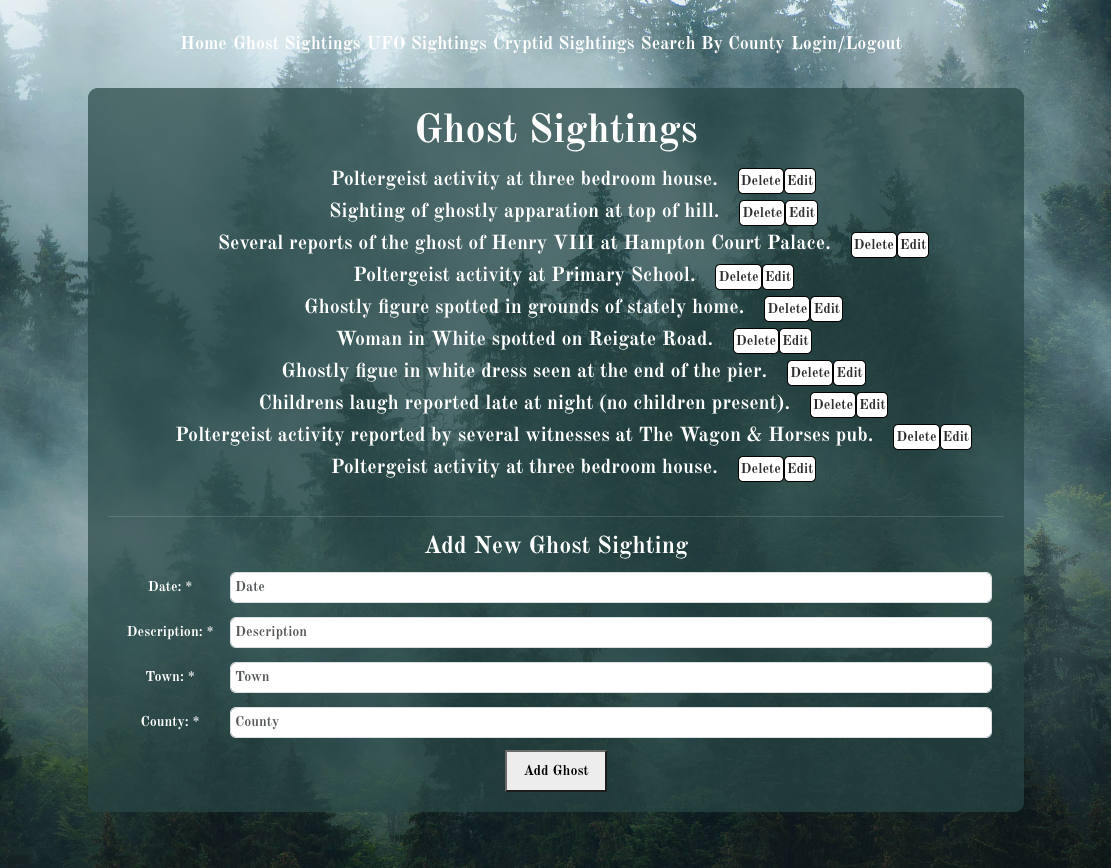 Home Ghost Sightings UFO Sightings Cryptid Sightings Search By County Login/Logout
Ghost Sightings
Poltergeist activity at three bedroom house. Delete Edit
Sighting of ghostly apparation at top of hill. Delete Edit
Several reports of the ghost of Henry VIII at Hampton Court Palace. Delete Edit
Poltergeist activity at Primary School. Delete Edit
Ghostly figure spotted in grounds of stately home. Delete Edit
Woman in White spotted on Reigate Road. Delete Edit
Ghostly figue in white dress seen at the end of the pier. Delete Edit
Childrens laugh reported late at night (no children present). Delete Edit
Poltergeist activity reported by several witnesses at The Wagon & Horses pub. Delete Edit
Poltergeist activity at three bedroom house. Delete Edit
Add New Ghost Sighting
Date: * Date
Description: * Description
Town: * Town
County: * County
Add Ghost